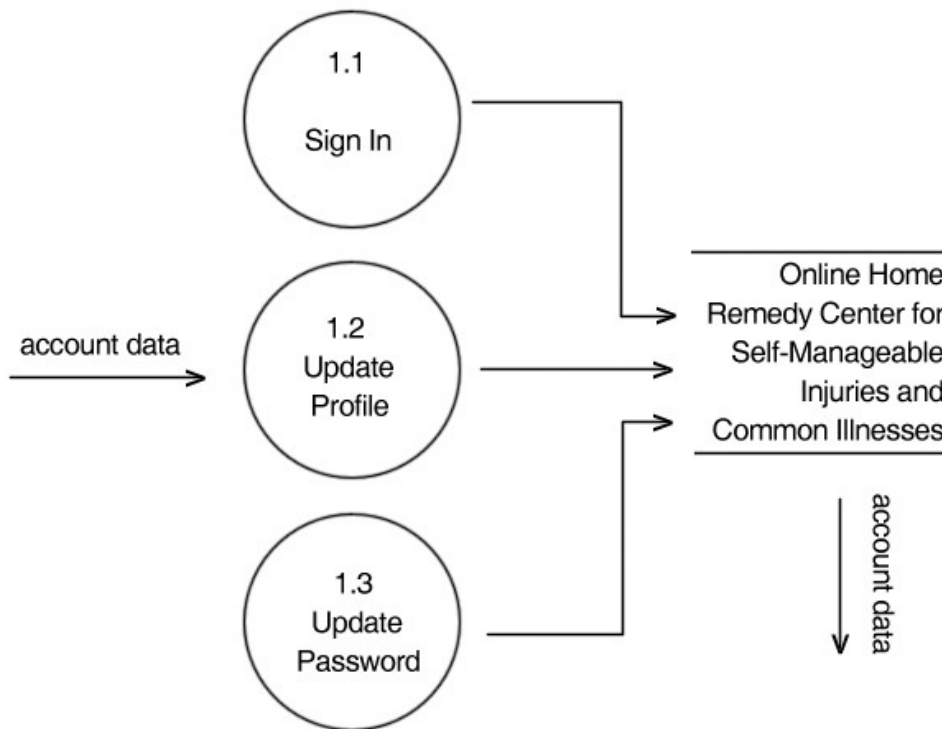 1.1
Sign In
account data
1.2
Update
Profile
1.3
Update
Password
Online Home
Remedy Center for
Self-Manageable
Injuries and
Common Illnesses
account data